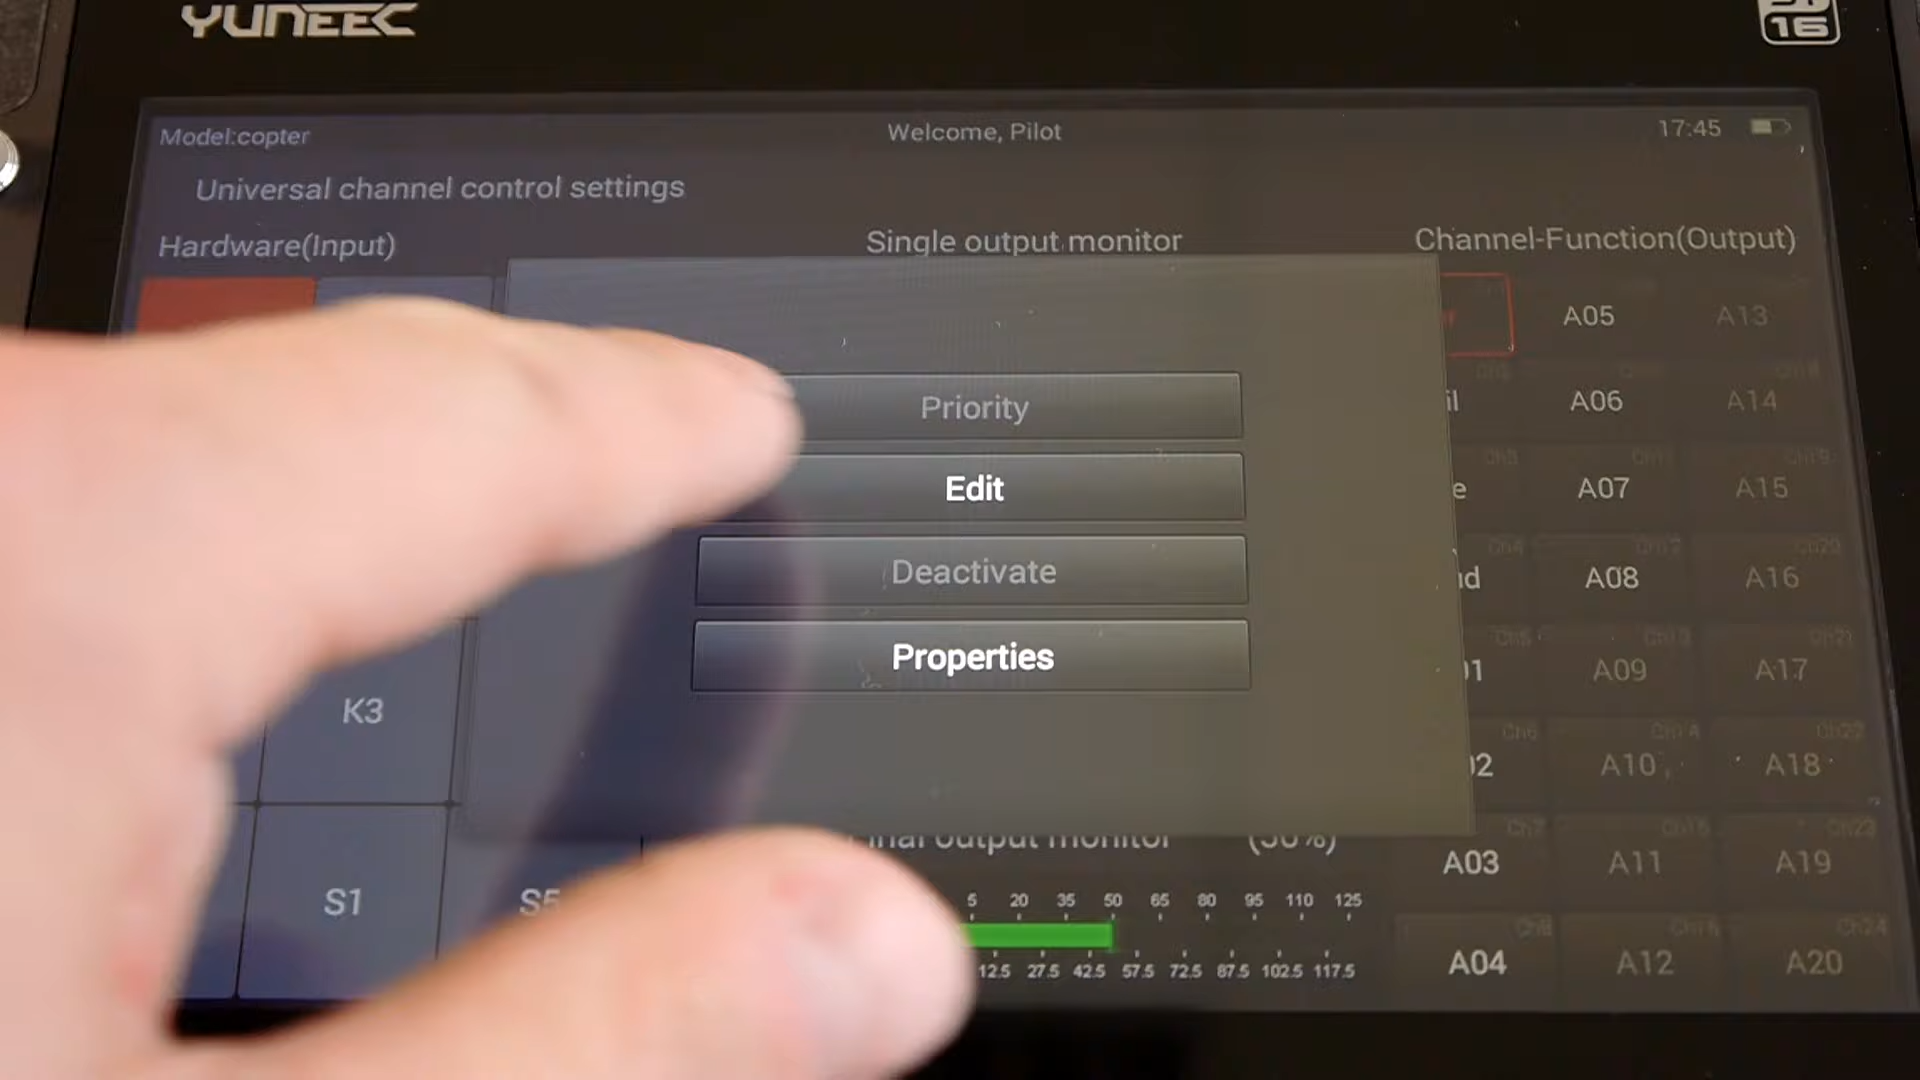 YUNEEC
16
Model:copter
Welcome, Pilot
17:45
Universal channel control settings
Hardware(Input)
Single output monitor
Channel-Function(Output)
Priority
Edit
Deactivate
Properties
A05 A13
A06 A14
A07 A15
A08 A16
A09 A17
A10 A18
A03 A11 A19
A04 A12 A20
K3
S1
output monitor
5 20 35 50 65 80 95 110 125
12.5 27.5 42.5 57.5 72.5 87.5 102.5 117.5